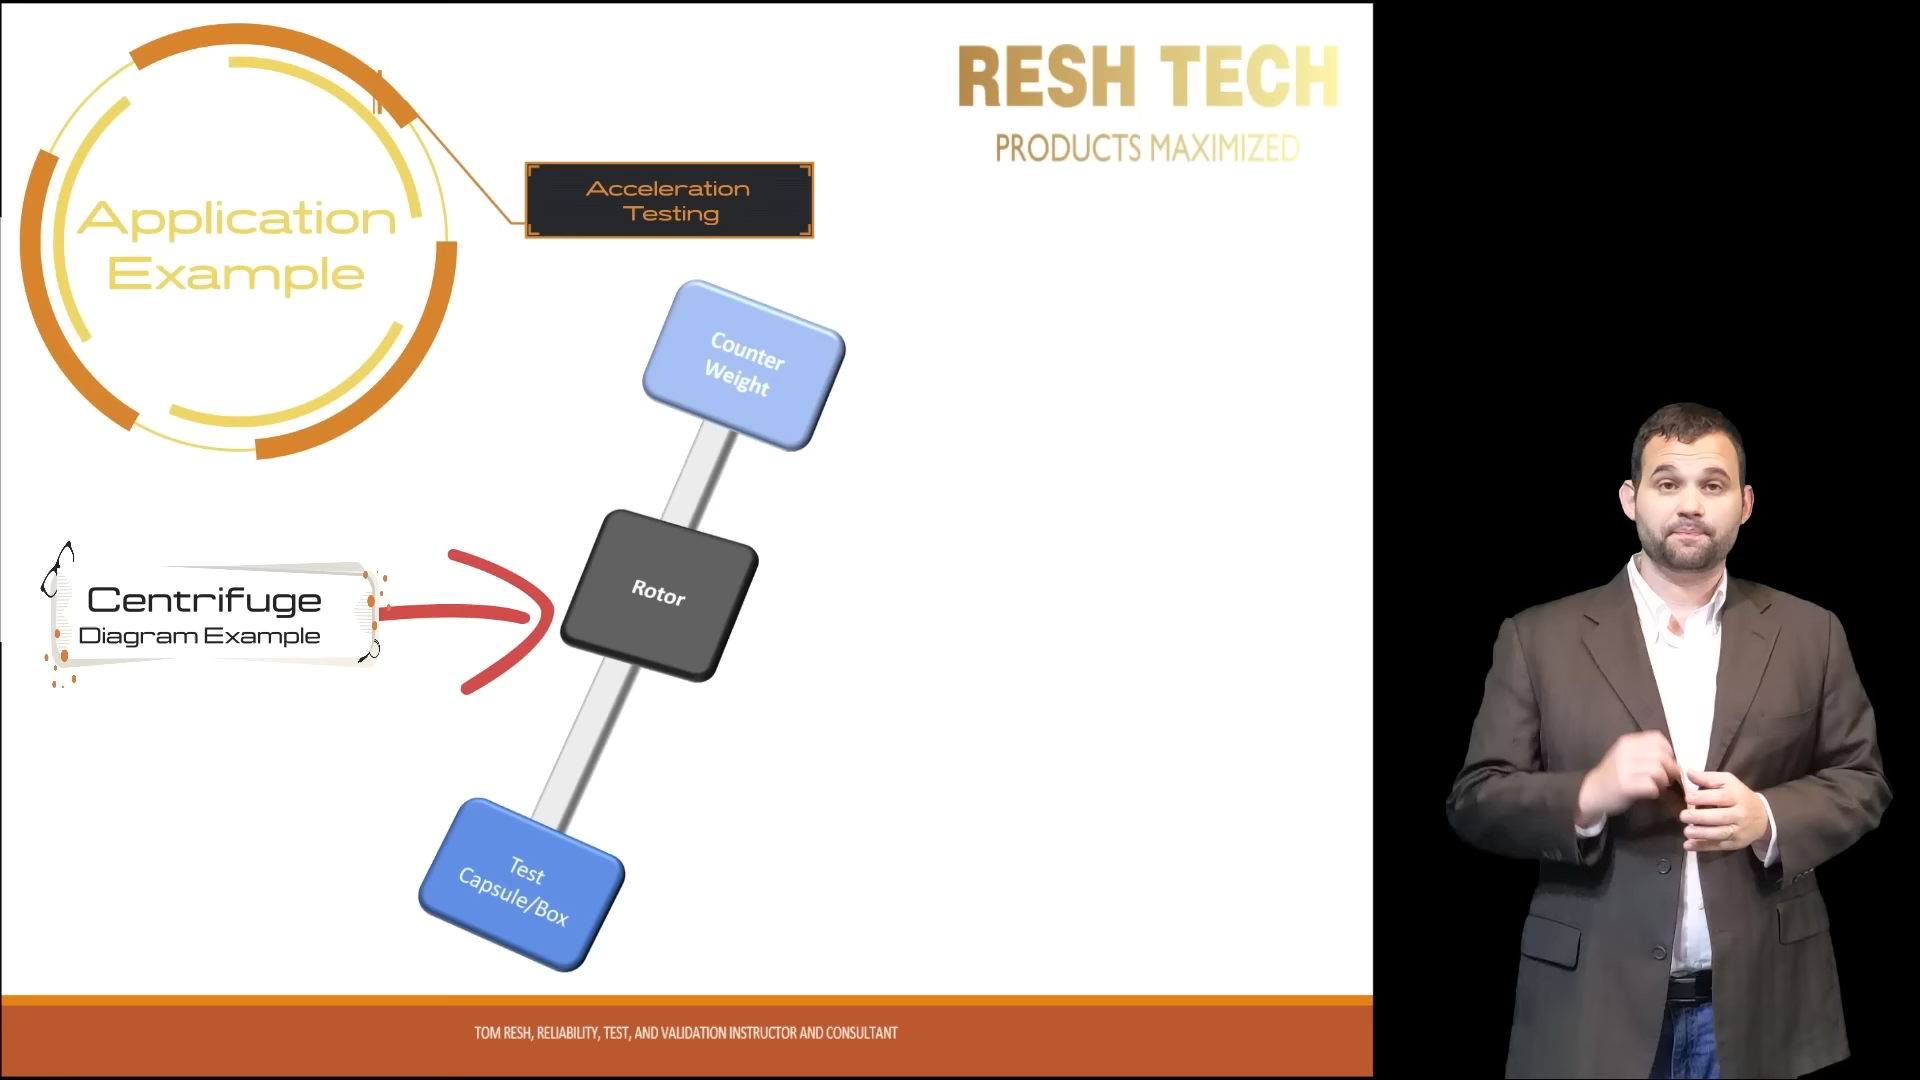 RESH TECH
PRODUCTS MAXIMIZED
Acceleration
Testing
Application
Example
Counter
Weight
Rotor
Centrifuge
Diagram Example
Test
Capsule/Box
TOM RESH, RELIABILITY, TEST, AND VALIDATION INSTRUCTOR AND CONSULTANT